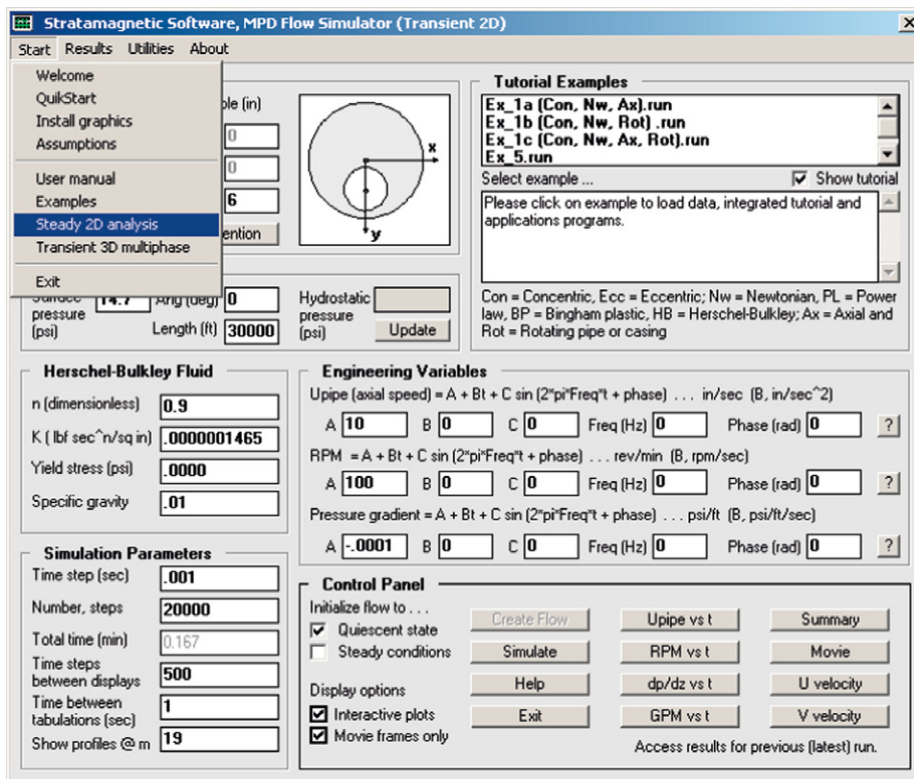 Stratamagnetic Software, MPD Flow Simulator (Transient 2D)
Start Results Utilities About
Welcome
QuikStart
Install graphics
Assumptions
User manual
Examples
Steady 2D analysis
Transient 3D multiphase
Exit
(in)
0
0
6
x
y
Tutorial Examples
Ex_1a (Con, Nw, Ax).run
Ex_1b (Con, Nw, Rot) .run
Ex_1c (Con, Nw, Ax, Rot).run
Ex_5.run
Select example ... Show tutorial
Please click on example to load data, integrated tutorial and
applications programs.
Con = Concentric, Ecc = Eccentric; Nw = Newtonian, PL = Power
law, BP = Bingham plastic, HB = Herschel-Bulkley; Ax = Axial and
Rot = Rotating pipe or casing
Surface pressure (psi) 14.7 Ang (deg) 0
Length (ft) 30000
Hydrostatic pressure (psi)
Update
Herschel-Bulkley Fluid
n (dimensionless) 0.9
K ( lbf sec^n/sq in) .0000001465
Yield stress (psi) .0000
Specific gravity .01
Engineering Variables
Upipe (axial speed) = A + Bt + C sin (2*pi*Freq*t + phase) . . . in/sec (B, in/sec^2)
A 10 B 0 C 0 Freq (Hz) 0 Phase (rad) 0 ?
RPM = A + Bt + C sin (2*pi*Freq*t + phase) . . . rev/min (B, rpm/sec)
A 100 B 0 C 0 Freq (Hz) 0 Phase (rad) 0 ?
Pressure gradient = A + Bt + C sin (2*pi*Freq*t + phase) . . . psi/ft (B, psi/ft/sec)
A -.0001 B 0 C 0 Freq (Hz) 0 Phase (rad) 0 ?
Simulation Parameters
Time step (sec) .001
Number, steps 20000
Total time (min) 0.167
Time steps between displays 500
Time between tabulations (sec) 1
Show profiles @ m 19
Control Panel
Initialize flow to . . .
Quiescent state
Steady conditions
Display options
Interactive plots
Movie frames only
Create Flow Upipe vs t Summary
Simulate RPM vs t Movie
Help dp/dz vs t U velocity
Exit GPM vs t V velocity
Access results for previous (latest) run.